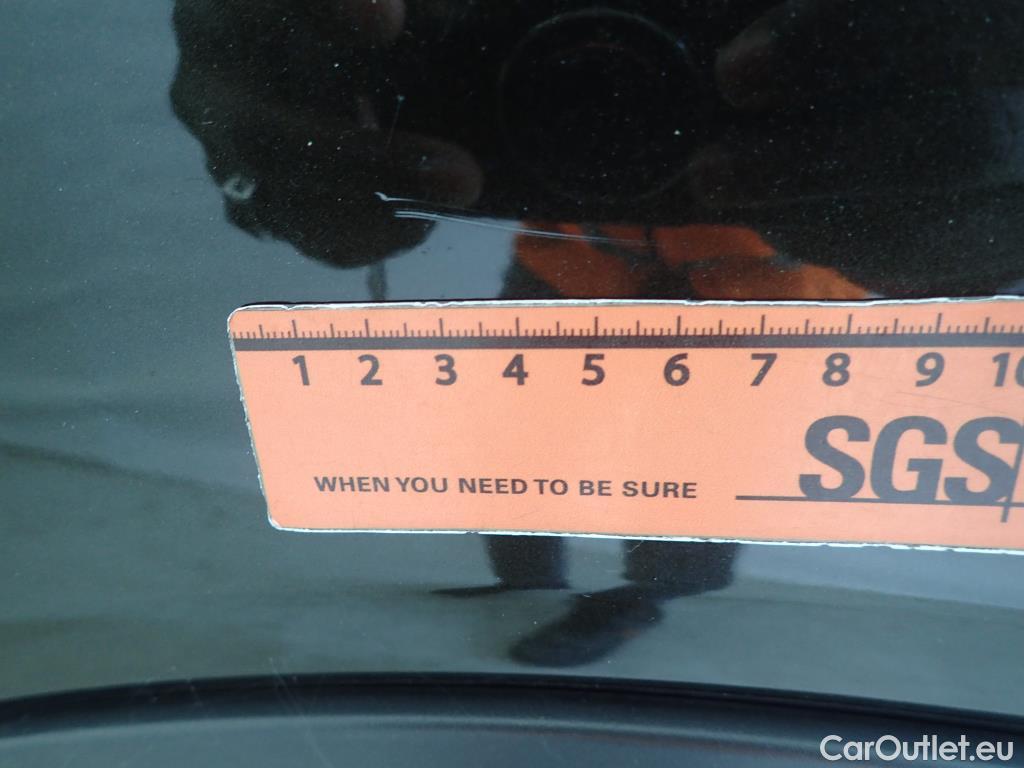 1 2 3 4 5 6 7 8 9 10
SGS
WHEN YOU NEED TO BE SURE
CarOutlet.eu